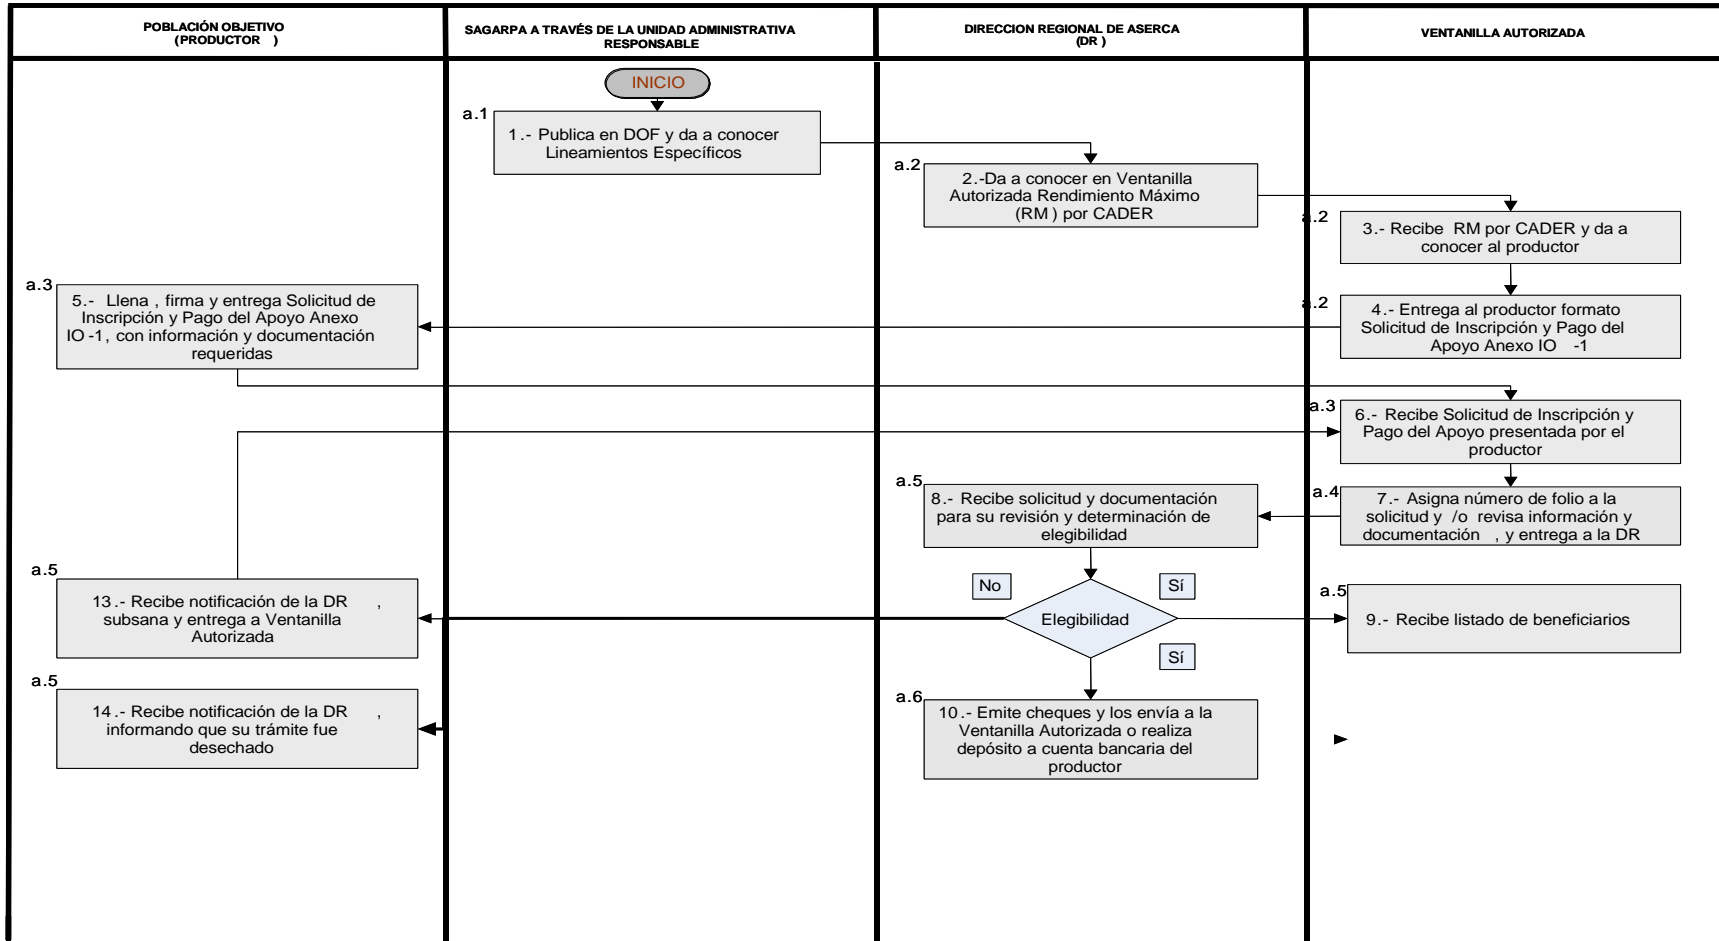 POBLACIÓN OBJETIVO
(PRODUCTOR )
SAGARPA A TRAVÉS DE LA UNIDAD ADMINISTRATIVA
RESPONSABLE
DIRECCION REGIONAL DE ASERCA
(DR )
VENTANILLA AUTORIZADA
INICIO
a.1
1.- Publica en DOF y da a conocer
Lineamientos Específicos
a.2
2.-Da a conocer en Ventanilla
Autorizada Rendimiento Máximo
(RM ) por CADER
a.2
3.- Recibe RM por CADER y da a
conocer al productor
a.2
4.- Entrega al productor formato
Solicitud de Inscripción y Pago del
Apoyo Anexo IO -1
a.3
5.- Llena , firma y entrega Solicitud de
Inscripción y Pago del Apoyo Anexo
IO -1, con información y documentación
requeridas
a.3
6.- Recibe Solicitud de Inscripción y
Pago del Apoyo presentada por el
productor
a.4
7.- Asigna número de folio a la
solicitud y /o revisa información y
documentación , y entrega a la DR
a.5
8.- Recibe solicitud y documentación
para su revisión y determinación de
elegibilidad
No
Sí
Elegibilidad
Sí
a.5
9.- Recibe listado de beneficiarios
a.6
10.- Emite cheques y los envía a la
Ventanilla Autorizada o realiza
depósito a cuenta bancaria del
productor
a.5
13.- Recibe notificación de la DR ,
subsana y entrega a Ventanilla
Autorizada
a.5
14.- Recibe notificación de la DR ,
informando que su trámite fue
desechado